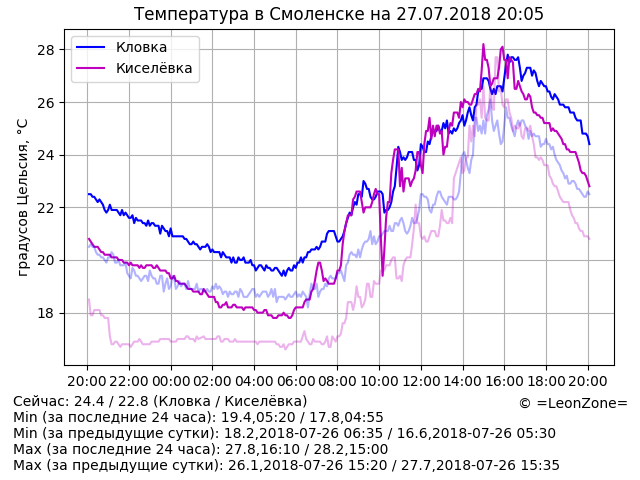 Температура в Смоленске на 27.07.2018 20:05
Кловка
Киселёвка
градусов Цельсия, °C
28
26
24
22
20
18
20:00 22:00 00:00 02:00 04:00 06:00 08:00 10:00 12:00 14:00 16:00 18:00 20:00
Сейчас: 24.4 / 22.8 (Кловка / Киселёвка)
© =LeonZone=
Min (за последние 24 часа): 19.4,05:20 / 17.8,04:55
Min (за предыдущие сутки): 18.2,2018-07-26 06:35 / 16.6,2018-07-26 05:30
Max (за последние 24 часа): 27.8,16:10 / 28.2,15:00
Max (за предыдущие сутки): 26.1,2018-07-26 15:20 / 27.7,2018-07-26 15:35